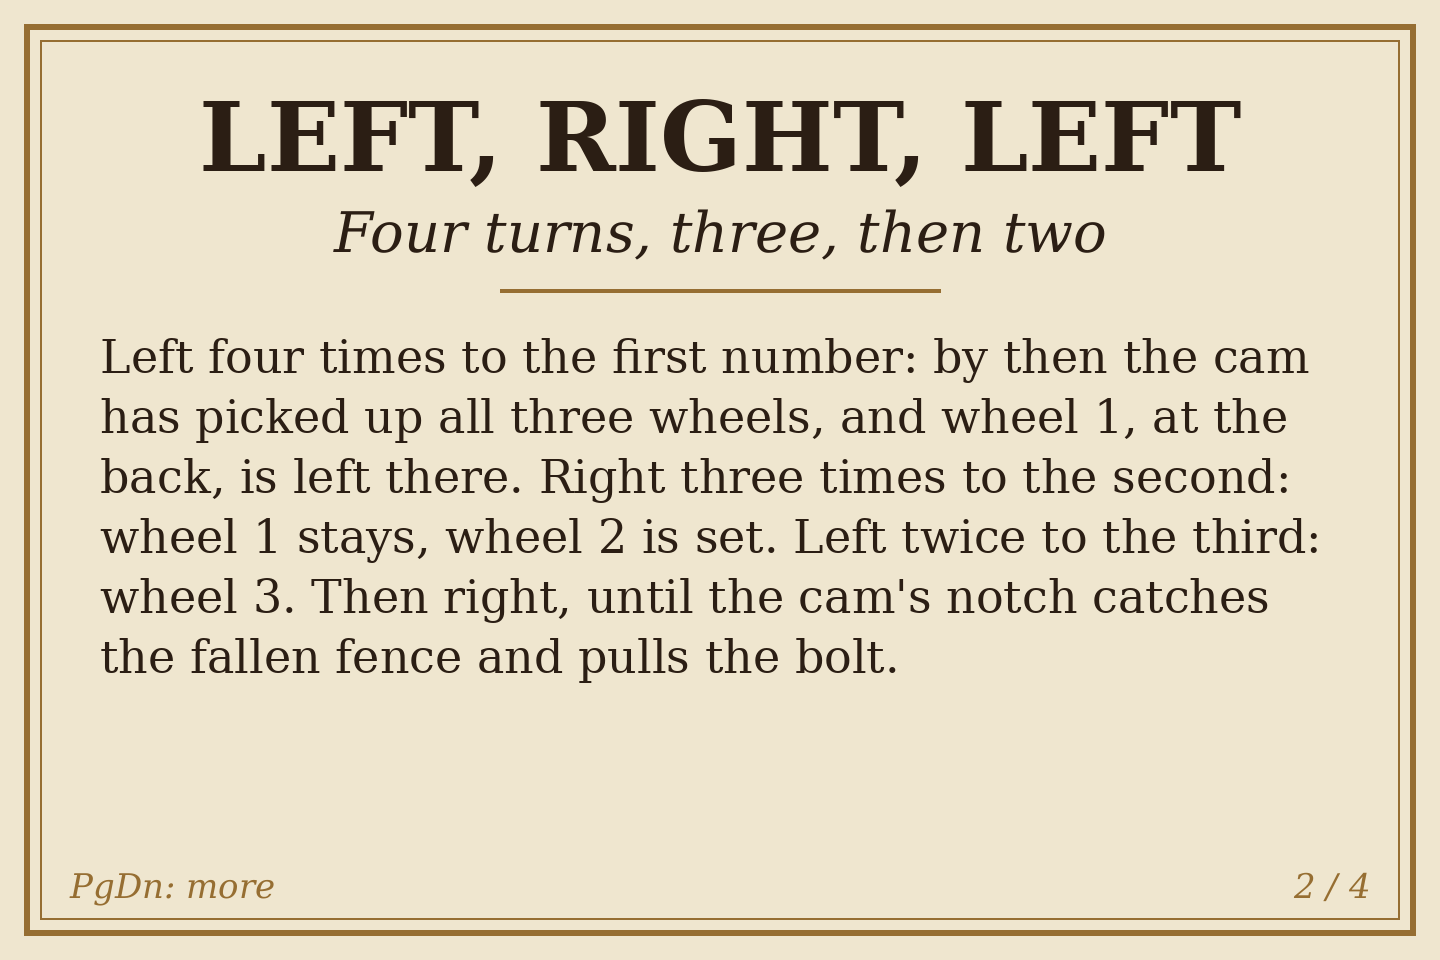 LEFT, RIGHT, LEFT
Four turns, three, then two
Left four times to the first number: by then the cam
has picked up all three wheels, and wheel 1, at the
back, is left there. Right three times to the second:
wheel 1 stays, wheel 2 is set. Left twice to the third:
wheel 3. Then right, until the cam's notch catches
the fallen fence and pulls the bolt.
PgDn: more
2 / 4